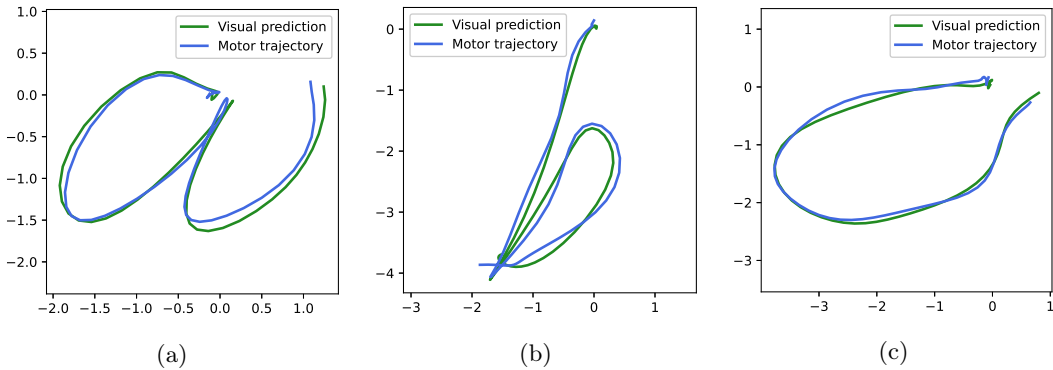 Visual prediction
Motor trajectory
1.0
0.5
0.0
−0.5
−1.0
−1.5
−2.0
−2.0 −1.5 −1.0 −0.5 0.0 0.5 1.0
(a)
Visual prediction
Motor trajectory
0
−1
−2
−3
−4
−3 −2 −1 0 1
(b)
Visual prediction
Motor trajectory
1
0
−1
−2
−3
−3 −2 −1 0 1
(c)